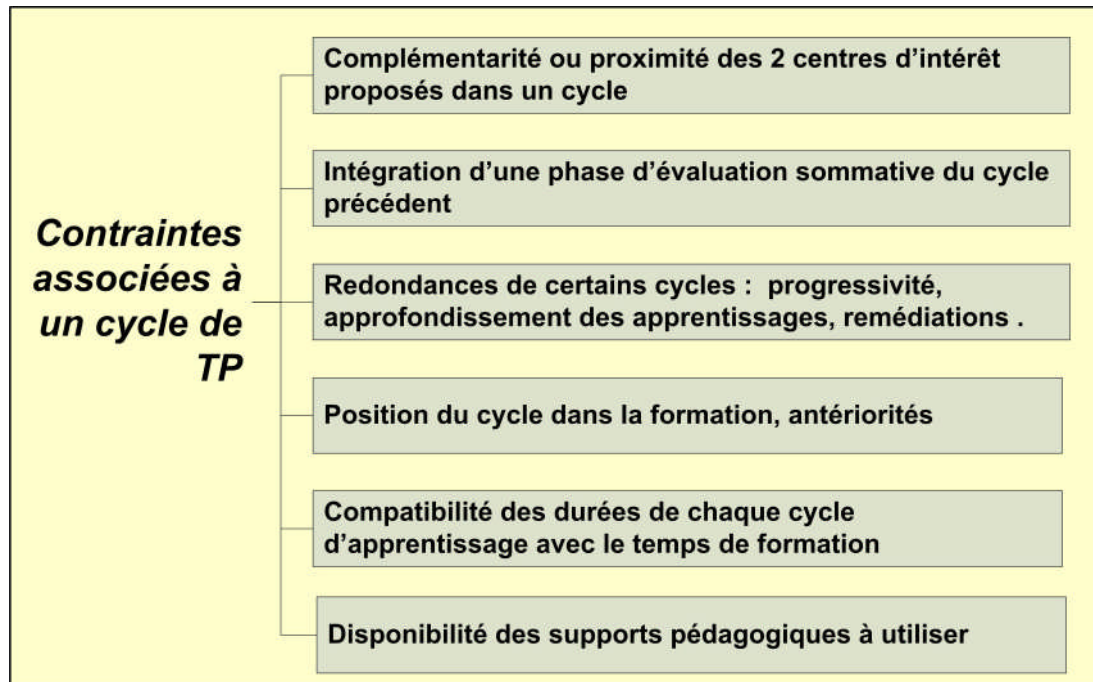 Contraintes
associées à
un cycle de
TP
Complémentarité ou proximité des 2 centres d'intérêt
proposés dans un cycle
Intégration d'une phase d'évaluation sommative du cycle
précédent
Redondances de certains cycles : progressivité,
approfondissement des apprentissages, remédiations .
Position du cycle dans la formation, antériorités
Compatibilité des durées de chaque cycle
d'apprentissage avec le temps de formation
Disponibilité des supports pédagogiques à utiliser